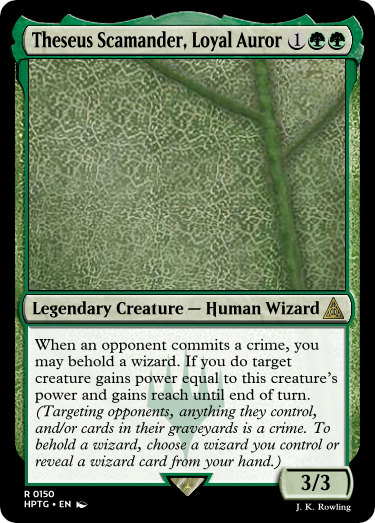 Theseus Scamander, Loyal Auror 1
Legendary Creature — Human Wizard
When an opponent commits a crime, you
may behold a wizard. If you do target
creature gains power equal to this creature's
power and gains reach until end of turn.
(Targeting opponents, anything they control,
and/or cards in their graveyards is a crime. To
behold a wizard, choose a wizard you control or
reveal a wizard card from your hand.)
3/3
R 0150
HPTG • EN
J. K. Rowling